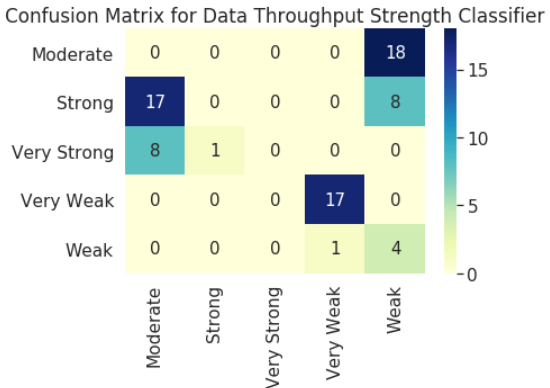 Confusion Matrix for Data Throughput Strength Classifier
Moderate 0 0 0 0 18
Strong 17 0 0 0 8
Very Strong 8 1 0 0 0
Very Weak 0 0 0 17 0
Weak 0 0 0 1 4
Moderate Strong Very Strong Very Weak Weak
15
10
5
0